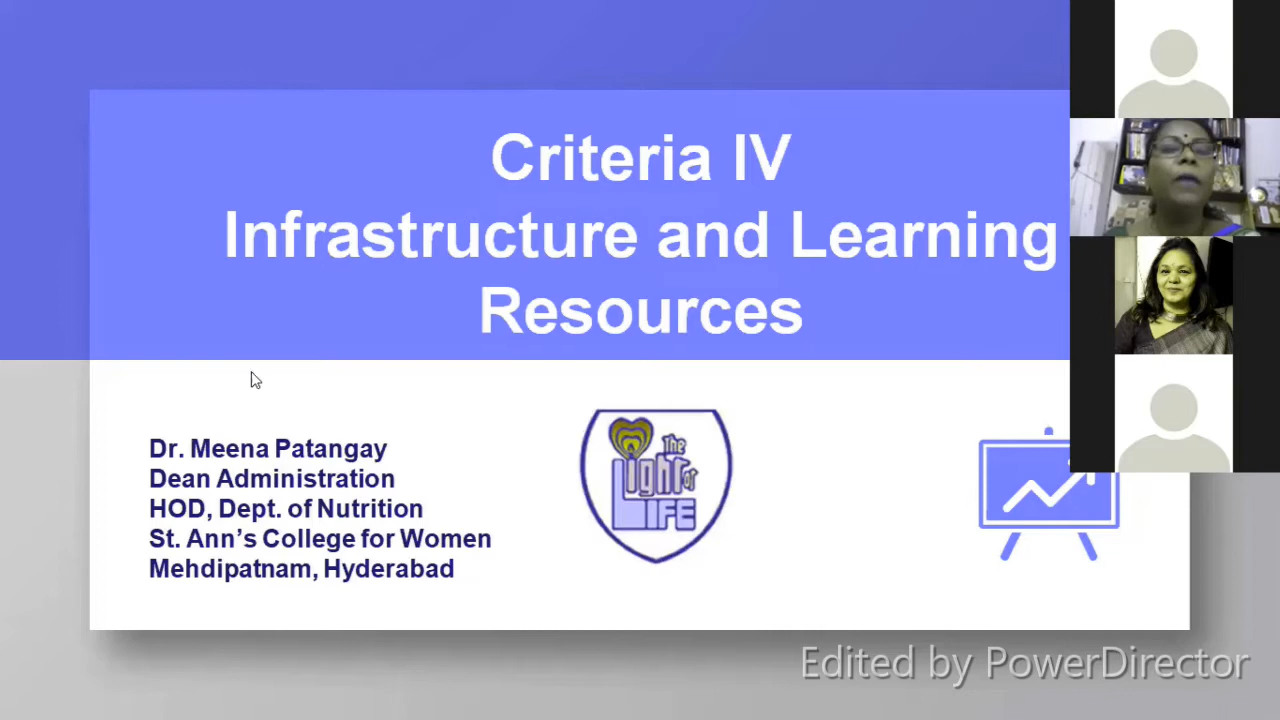 Criteria IV
Infrastructure and Learning
Resources
Dr. Meena Patangay
Dean Administration
HOD, Dept. of Nutrition
St. Ann's College for Women
Mehdipatnam, Hyderabad
The
Light of
LIFE
Edited by PowerDirector